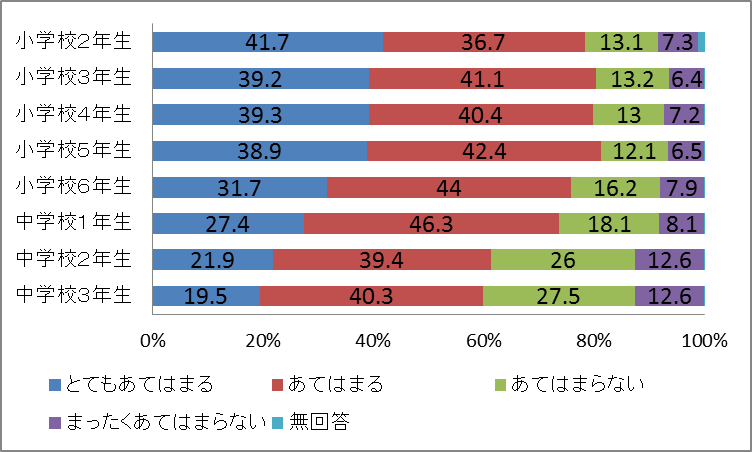 小学校２年生 41.7 36.7 13.1 7.3
小学校３年生 39.2 41.1 13.2 6.4
小学校４年生 39.3 40.4 13 7.2
小学校５年生 38.9 42.4 12.1 6.5
小学校６年生 31.7 44 16.2 7.9
中学校１年生 27.4 46.3 18.1 8.1
中学校２年生 21.9 39.4 26 12.6
中学校３年生 19.5 40.3 27.5 12.6
0% 20% 40% 60% 80% 100%
とてもあてはまる あてはまる あてはまらない
まったくあてはまらない 無回答